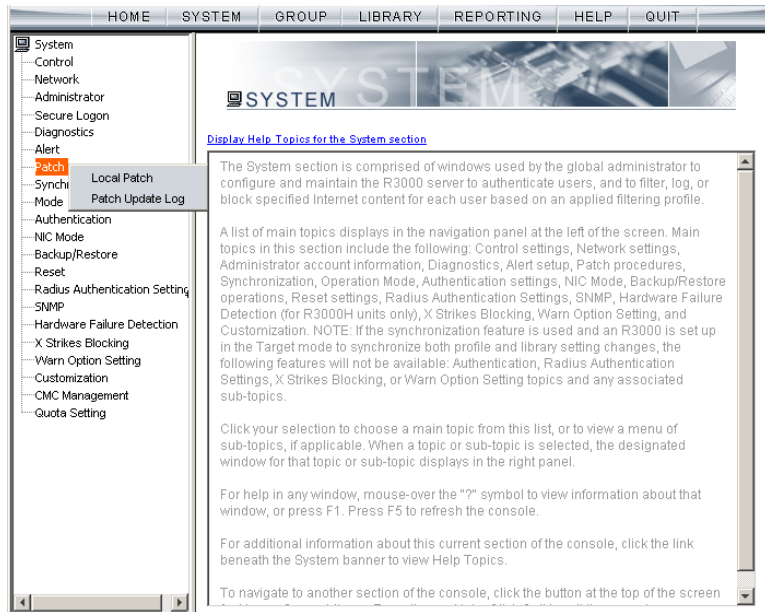 HOME SYSTEM GROUP LIBRARY REPORTING HELP QUIT
System
Control
Network
Administrator
Secure Logon
Diagnostics
Alert
Patch
Local Patch
Patch Update Log
Synchr
Mode
Authentication
NIC Mode
Backup/Restore
Reset
Radius Authentication Setting
SNMP
Hardware Failure Detection
X Strikes Blocking
Warn Option Setting
Customization
CMC Management
Quota Setting
SYSTEM
SYSTEM
Display Help Topics for the System section
The System section is comprised of windows used by the global administrator to
configure and maintain the R3000 server to authenticate users, and to filter, log, or
block specified Internet content for each user based on an applied filtering profile.
A list of main topics displays in the navigation panel at the left of the screen. Main
topics in this section include the following: Control settings, Network settings,
Administrator account information, Diagnostics, Alert setup, Patch procedures,
Synchronization, Operation Mode, Authentication settings, NIC Mode, Backup/Restore
operations, Reset settings, Radius Authentication Settings, SNMP, Hardware Failure
Detection (for R3000H units only), X Strikes Blocking, Warn Option Setting, and
Customization. NOTE: If the synchronization feature is used and an R3000 is set up
in the Target mode to synchronize both profile and library setting changes, the
following features will not be available: Authentication, Radius Authentication
Settings, X Strikes Blocking, or Warn Option Setting topics and any associated
sub-topics.
Click your selection to choose a main topic from this list, or to view a menu of
sub-topics, if applicable. When a topic or sub-topic is selected, the designated
window for that topic or sub-topic displays in the right panel.
For help in any window, mouse-over the "?" symbol to view information about that
window, or press F1. Press F5 to refresh the console.
For additional information about this current section of the console, click the link
beneath the System banner to view Help Topics.
To navigate to another section of the console, click the button at the top of the screen